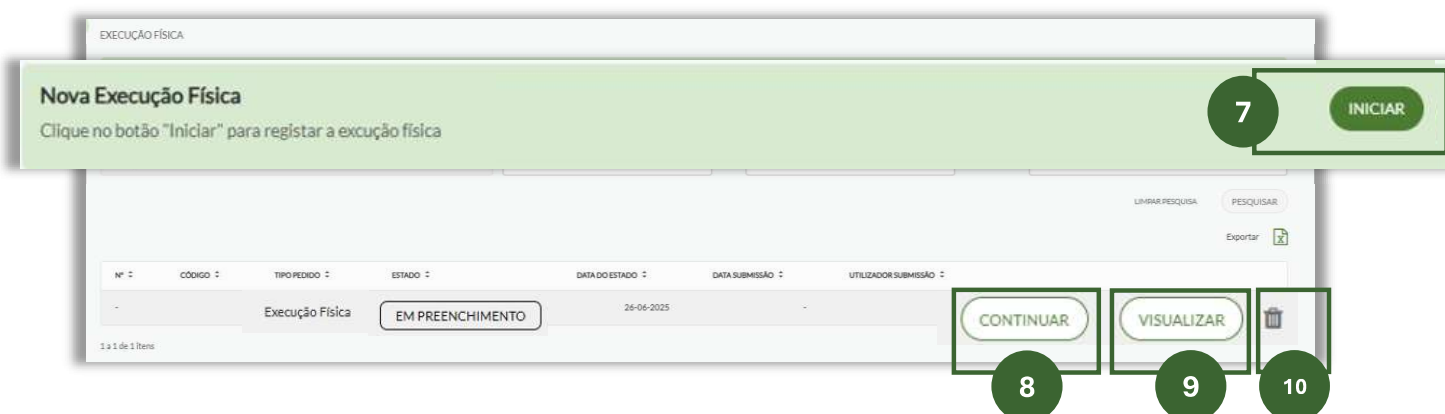 EXECUÇÃO FÍSICA
Nova Execução Física
Clique no botão "Iniciar" para registar a excução física
7
INICIAR
LIMPAR PESQUISA PESQUISAR
Exportar
Nº CÓDIGO TIPO PEDIDO ESTADO DATA DO ESTADO DATA SUBMISSÃO UTILIZADOR SUBMISSÃO
- Execução Física EM PREENCHIMENTO 26-06-2025 - CONTINUAR VISUALIZAR
1 a 1 de 1 itens
8 9 10